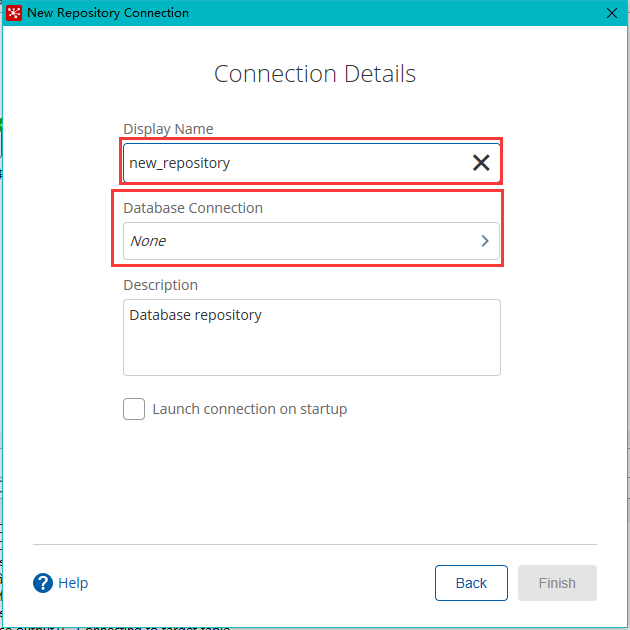 New Repository Connection
Connection Details
Display Name
new_repository
Database Connection
None
Description
Database repository
Launch connection on startup
Help
Back
Finish